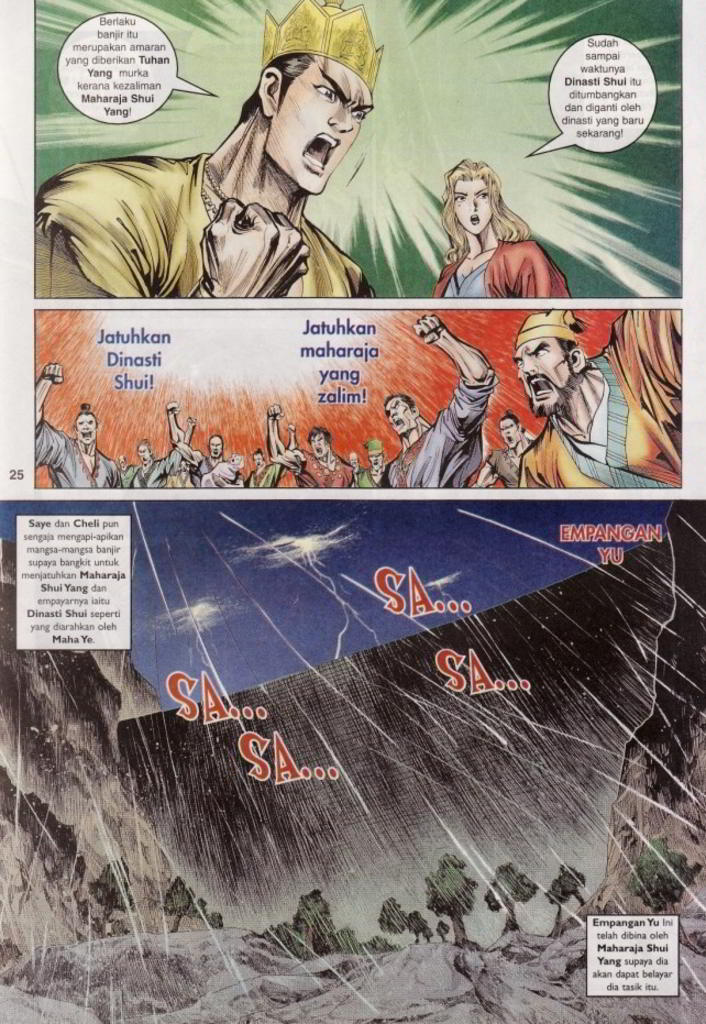 Berlaku
banjir itu
merupakan amaran
yang diberikan Tuhan
Yang murka
kerana kezaliman
Maharaja Shui
Yang!
Sudah
sampai
waktunya
Dinasti Shui itu
ditumbangkan
dan diganti oleh
dinasti yang baru
sekarang!
Jatuhkan
Dinasti
Shui!
Jatuhkan
maharaja
yang
zalim!
25
Saye dan Cheli pun
sengaja mengapi-apikan
mangsa-mangsa banjir
supaya bangkit untuk
menjatuhkan Maharaja
Shui Yang dan
empayarnya iaitu
Dinasti Shui seperti
yang diarahkan oleh
Maha Ye.
EMPANGAN
YU
SA...
SA...
SA...
SA...
Empangan Yu Ini
telah dibina oleh
Maharaja Shui
Yang supaya dia
akan dapat belayar
dia tasik itu.